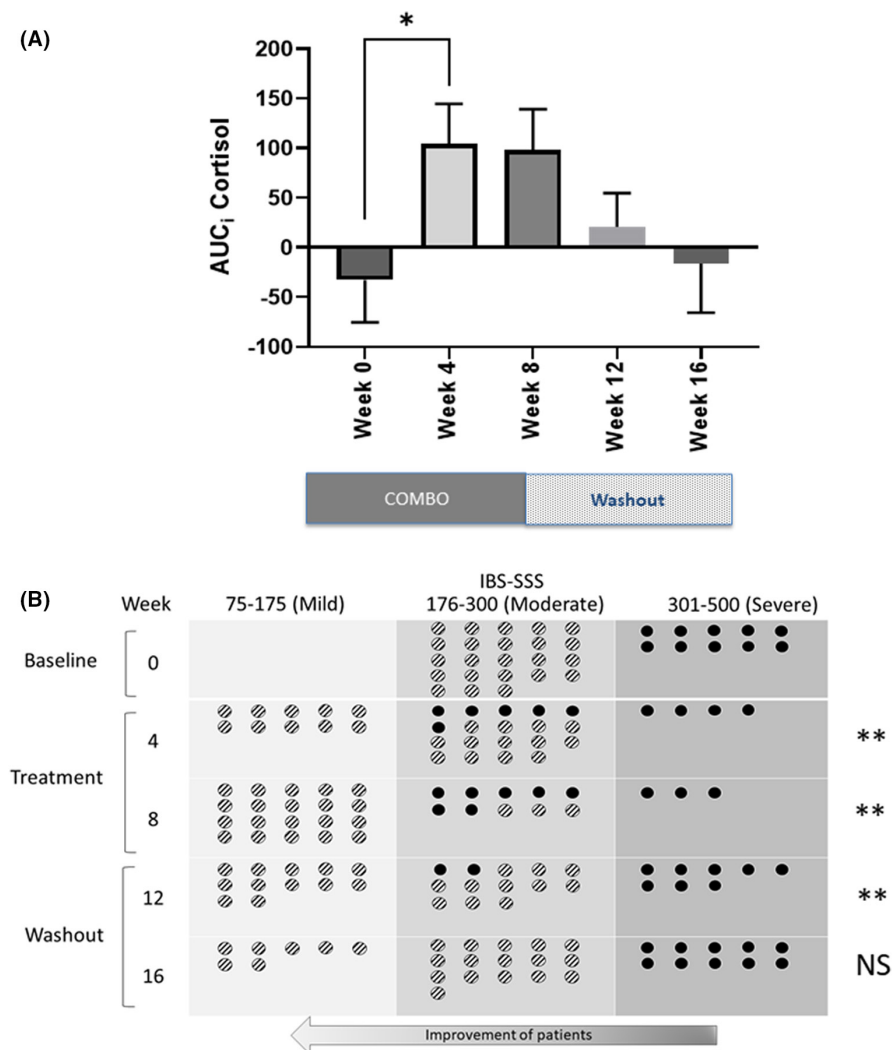 (A)
*
200
150
100
50
0
-50
-100
AUCi Cortisol
Week 0
Week 4
Week 8
Week 12
Week 16
COMBO
Washout
(B)
IBS-SSS
Week
75-175 (Mild)
176-300 (Moderate)
301-500 (Severe)
Baseline
0
4
**
Treatment
8
**
12
**
Washout
16
NS
Improvement of patients